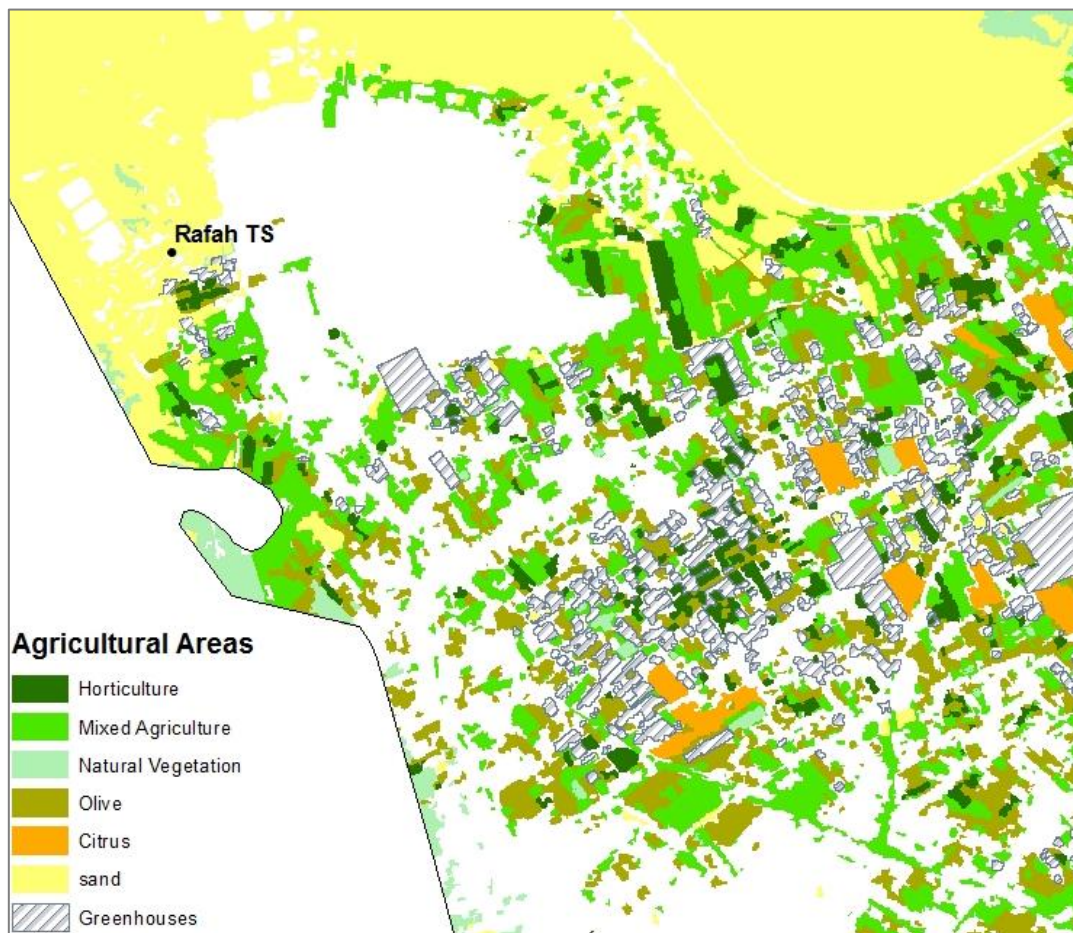 Rafah TS
Agricultural Areas
Horticulture
Mixed Agriculture
Natural Vegetation
Olive
Citrus
sand
Greenhouses